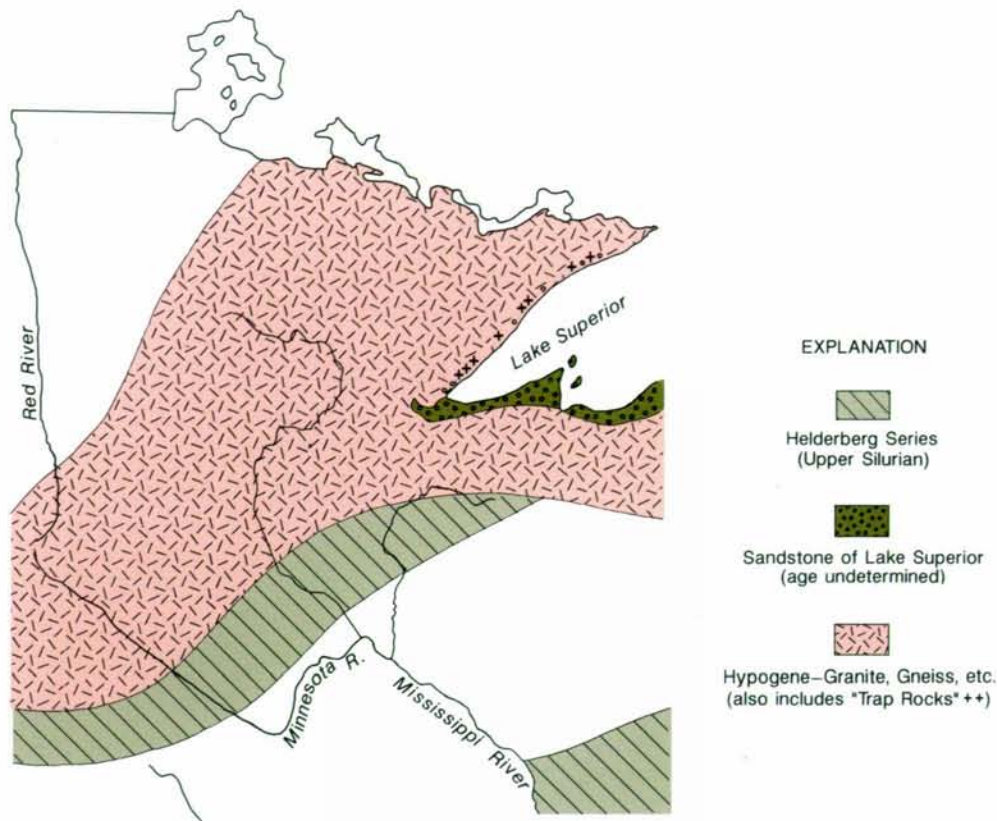 Red River
Lake Superior
Minnesota R.
Mississippi River
EXPLANATION
Helderberg Series
(Upper Silurian)
Sandstone of Lake Superior
(age undetermined)
Hypogene–Granite, Gneiss, etc.
(also includes "Trap Rocks" ++)